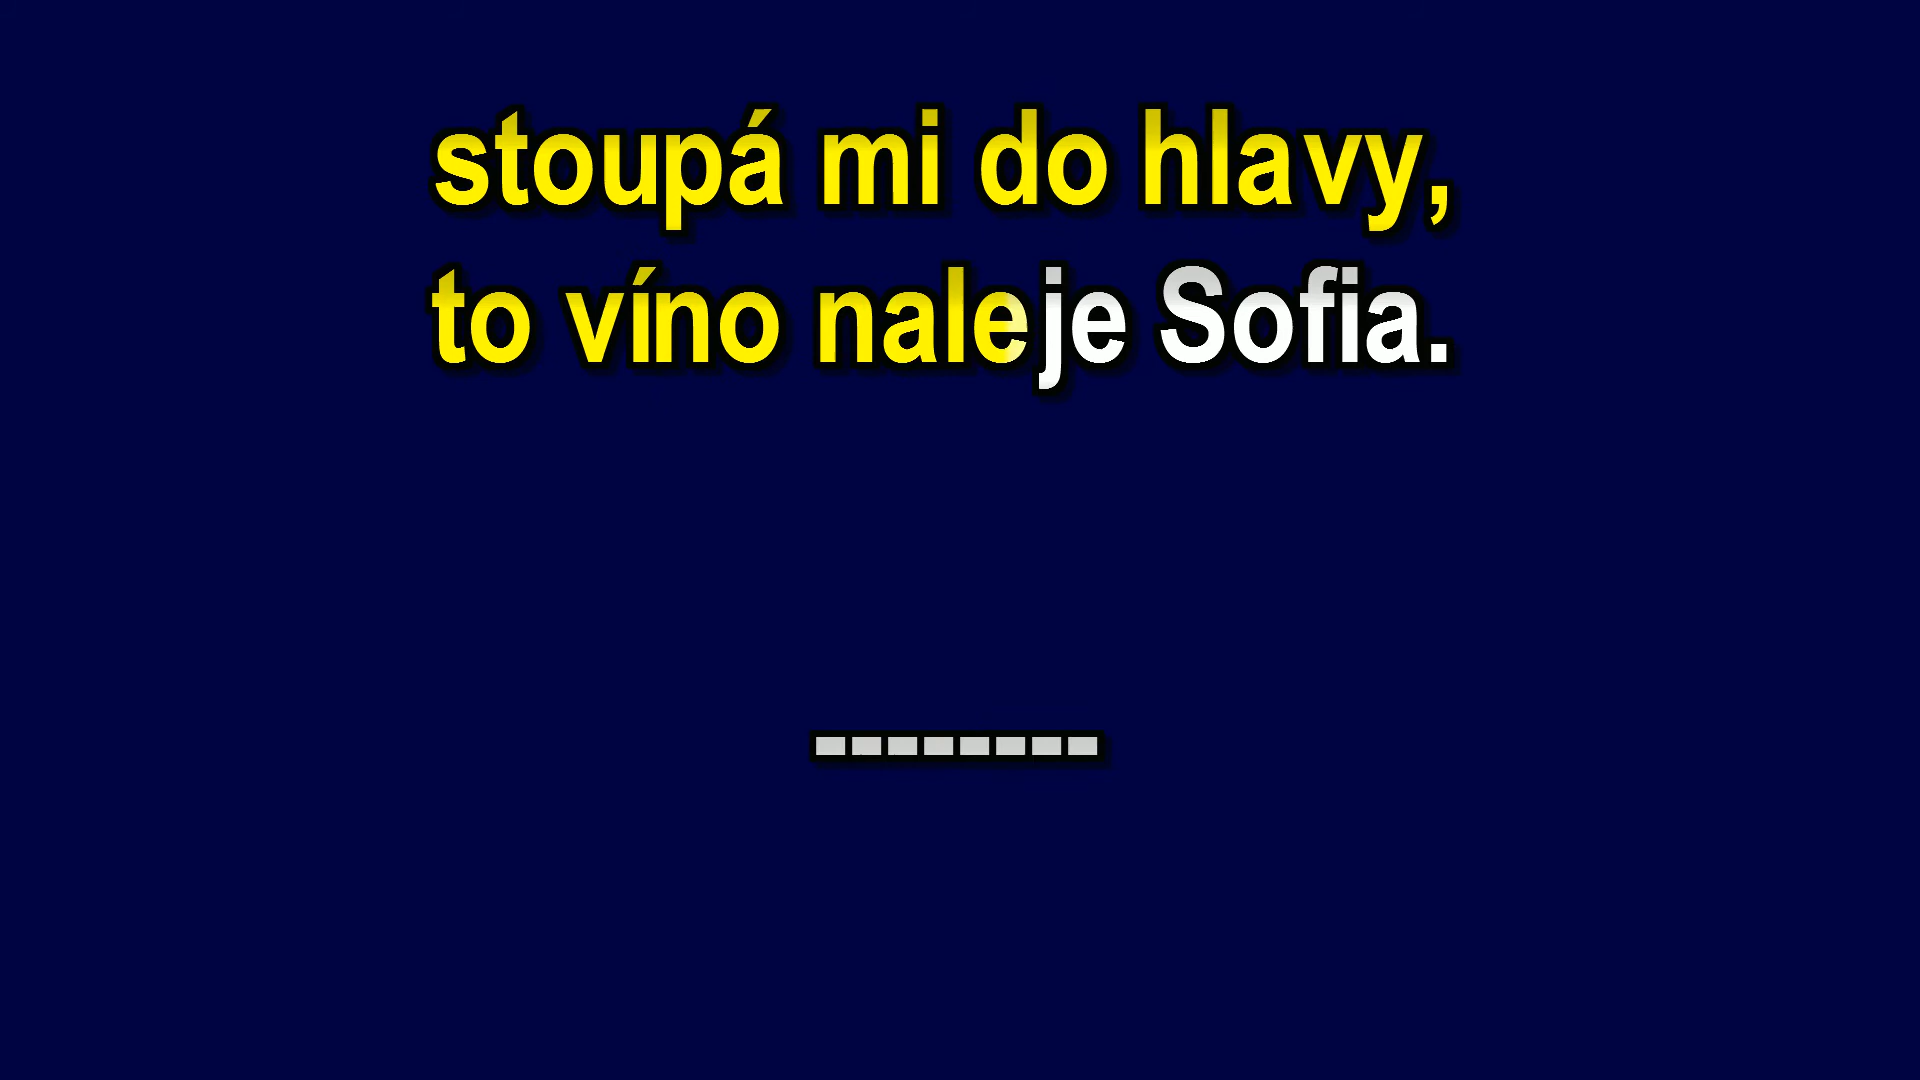 stoupá mi do hlavy,
to víno naleje Sofia.
--------